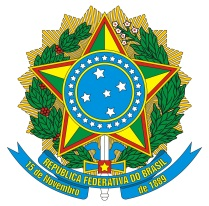 REPÚBLICA FEDERATIVA DO BRASIL
15 de Novembro
de 1889